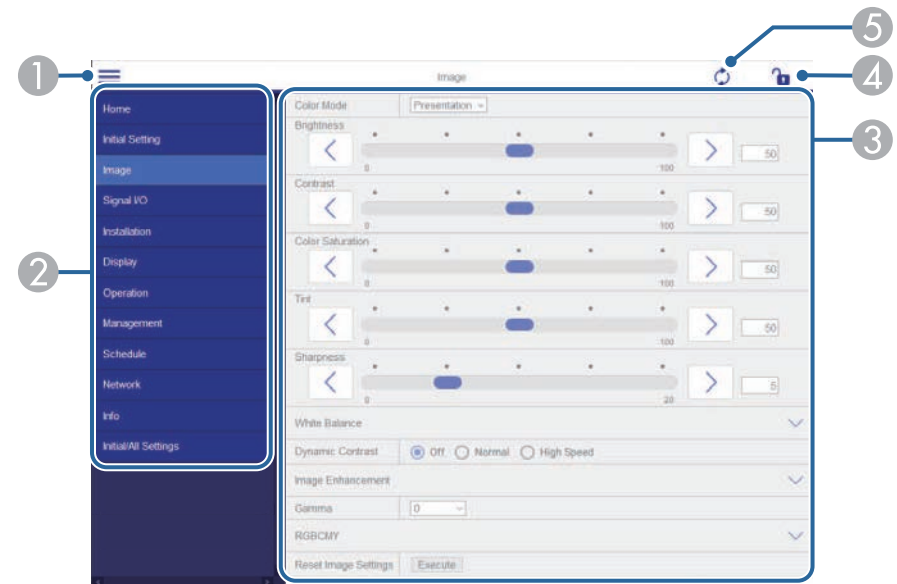 5
1
Image
4
Home
Initial Setting
Image
Signal I/O
Installation
Display
Operation
Management
Schedule
Network
Info
Initial/All Settings
2
3
Color Mode Presentation
Brightness
0 100 50
Contrast
0 100 50
Color Saturation
0 100 50
Tint
0 100 50
Sharpness
0 20 5
White Balance
Dynamic Contrast Off Normal High Speed
Image Enhancement
Gamma 0
RGBCMY
Reset Image Settings Execute